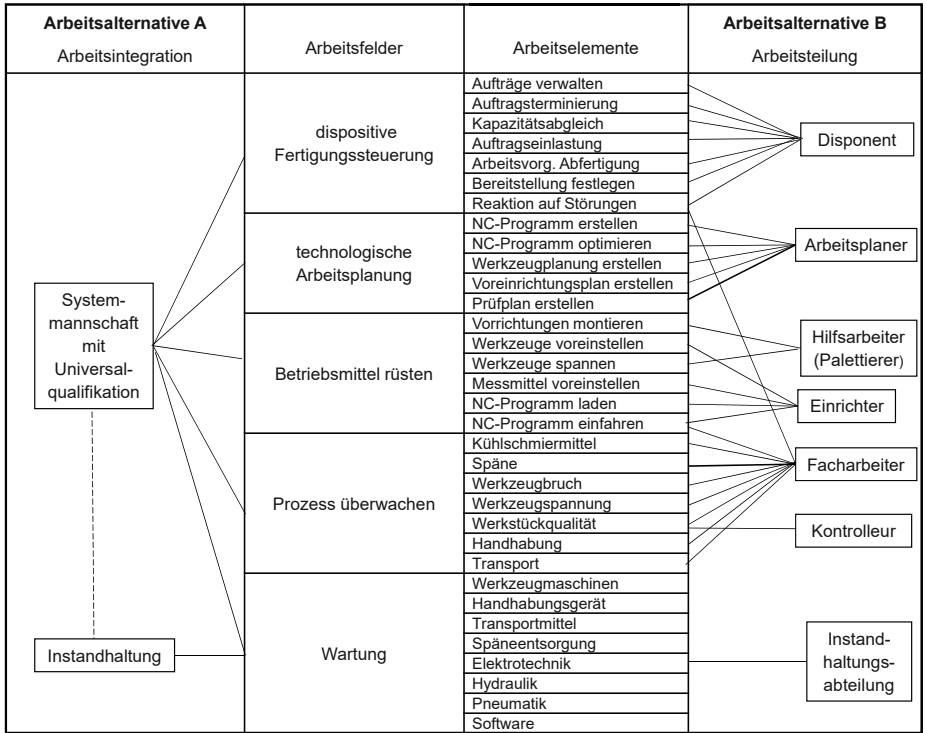 Arbeitsalternative A
Arbeitsintegration
Arbeitsfelder
Arbeitselemente
Arbeitsalternative B
Arbeitsteilung
System-
mannschaft
mit
Universal-
qualifikation
Instandhaltung
dispositive
Fertigungssteuerung
technologische
Arbeitsplanung
Betriebsmittel rüsten
Prozess überwachen
Wartung
Aufträge verwalten
Auftragsterminierung
Kapazitätsabgleich
Auftragseinlastung
Arbeitsvorg. Abfertigung
Bereitstellung festlegen
Reaktion auf Störungen
NC-Programm erstellen
NC-Programm optimieren
Werkzeugplanung erstellen
Voreinrichtungsplan erstellen
Prüfplan erstellen
Vorrichtungen montieren
Werkzeuge voreinstellen
Werkzeuge spannen
Messmittel voreinstellen
NC-Programm laden
NC-Programm einfahren
Kühlschmiermittel
Späne
Werkzeugbruch
Werkzeugspannung
Werkstückqualität
Handhabung
Transport
Werkzeugmaschinen
Handhabungsgerät
Transportmittel
Späneentsorgung
Elektrotechnik
Hydraulik
Pneumatik
Software
Disponent
Arbeitsplaner
Hilfsarbeiter
(Palettierer)
Einrichter
Facharbeiter
Kontrolleur
Instand-
haltungs-
abteilung